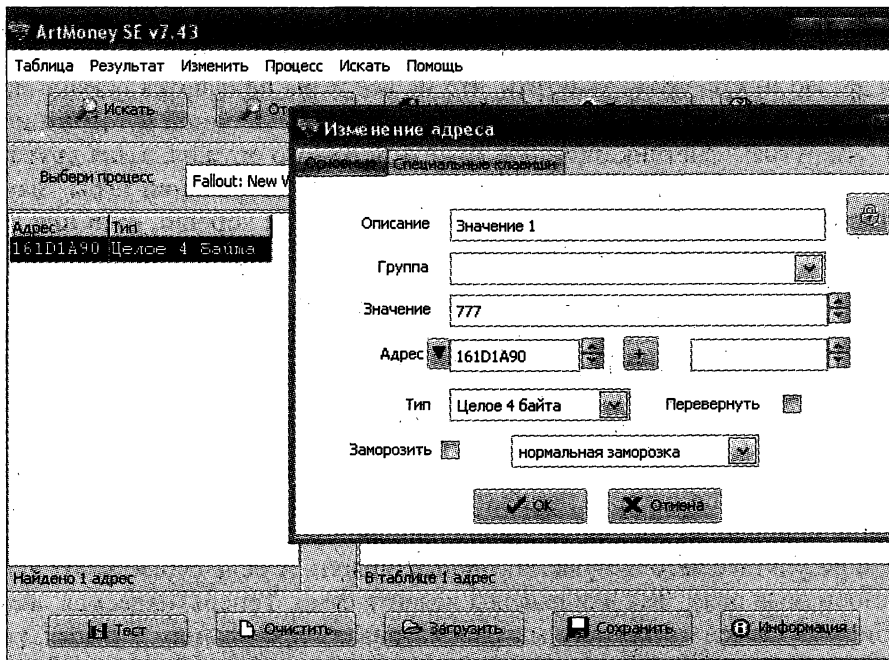 ArtMoney SE v7.43
Таблица Результат Изменить Процесс Искать Помощь
Искать
Изменение адреса
Основные Специальные клавиши
Выбери процесс
Fallout: New V
Адрес Тип
161D1A90 Целое 4 байта
Описание Значение 1
Группа
Значение 777
Адрес 161D1A90 +
Тип Целое 4 байта Перевернуть
Заморозить нормальная заморозка
OK Отмена
Найдено 1 адрес В таблице 1 адрес
Тест Очистить Загрузить Сохранить Информация